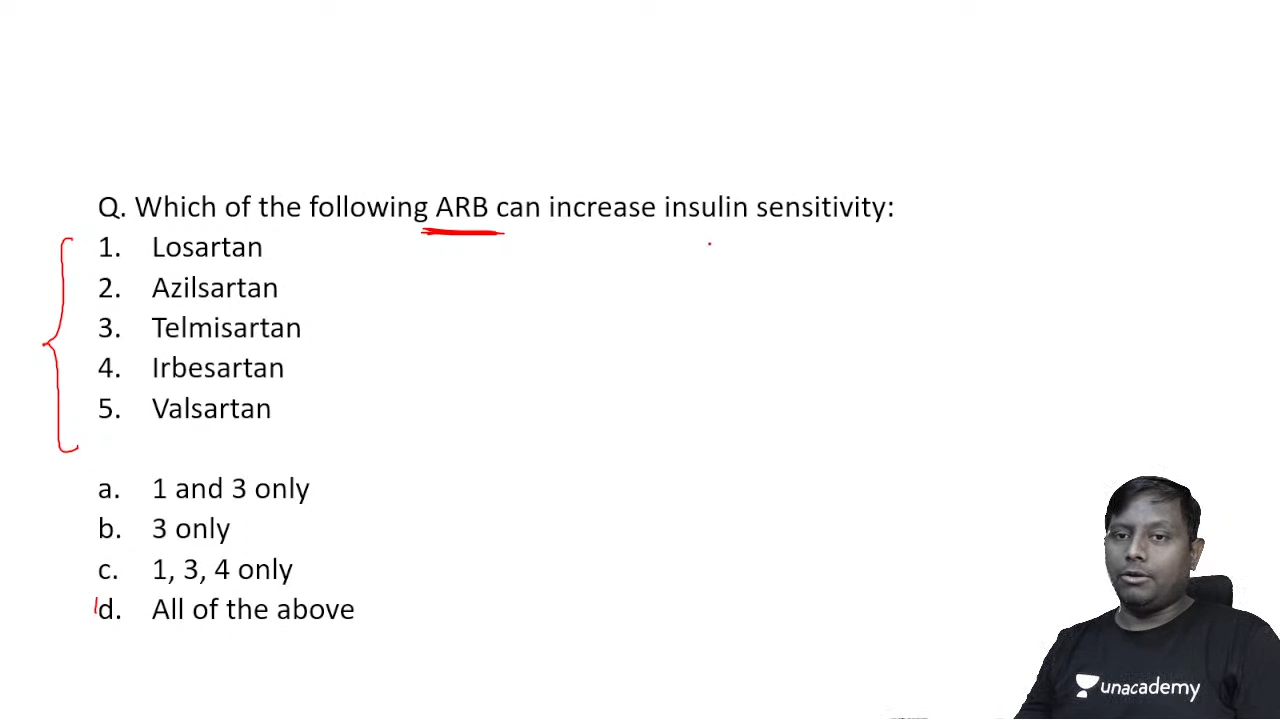 Q. Which of the following ARB can increase insulin sensitivity:
1. Losartan
2. Azilsartan
3. Telmisartan
4. Irbesartan
5. Valsartan
a. 1 and 3 only
b. 3 only
c. 1, 3, 4 only
d. All of the above
unacademy